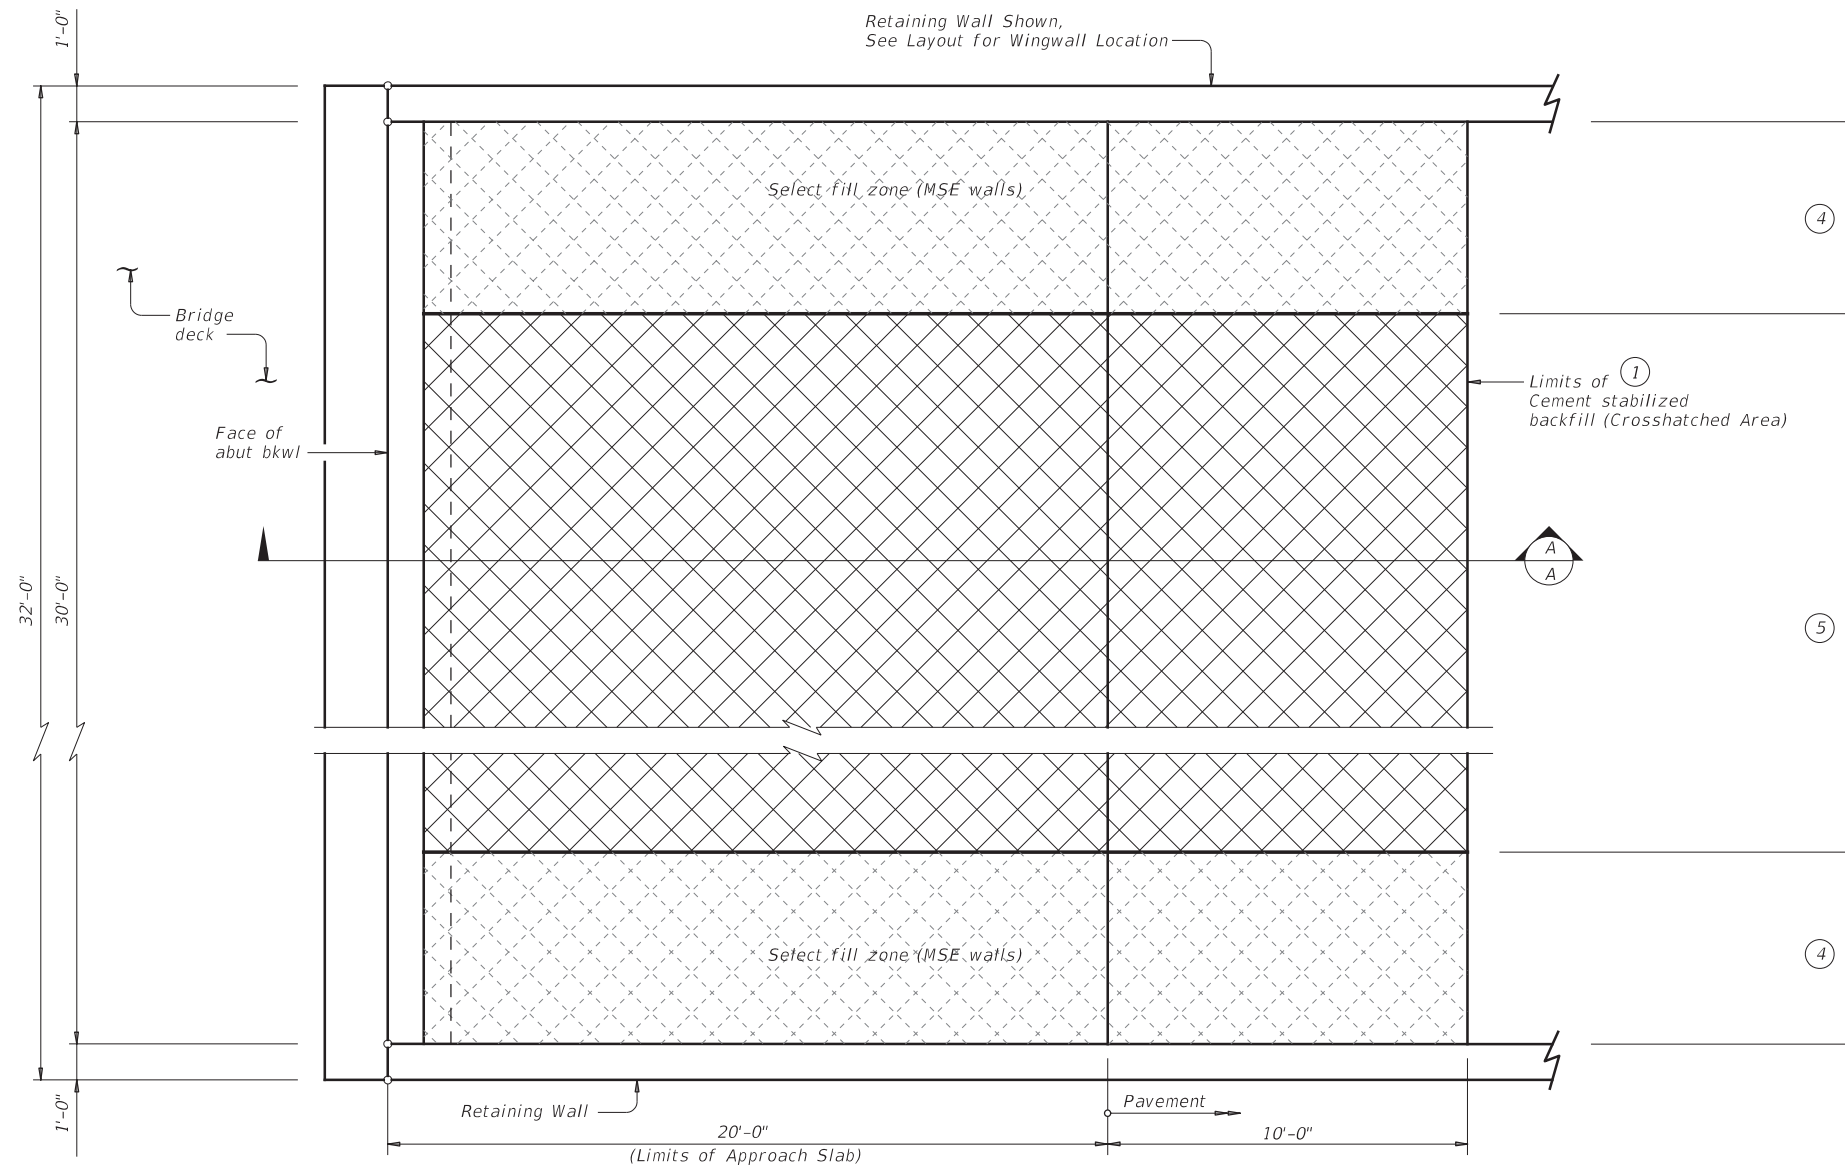 1'-0"
Retaining Wall Shown,
See Layout for Wingwall Location
Select fill zone (MSE walls)
4
Bridge
deck
1
Limits of
Cement stabilized
backfill (Crosshatched Area)
Face of
abut bkwl
A
A
32'-0"
30'-0"
5
Select fill zone (MSE walls)
4
1'-0"
Retaining Wall
Pavement
20'-0"
(Limits of Approach Slab)
10'-0"